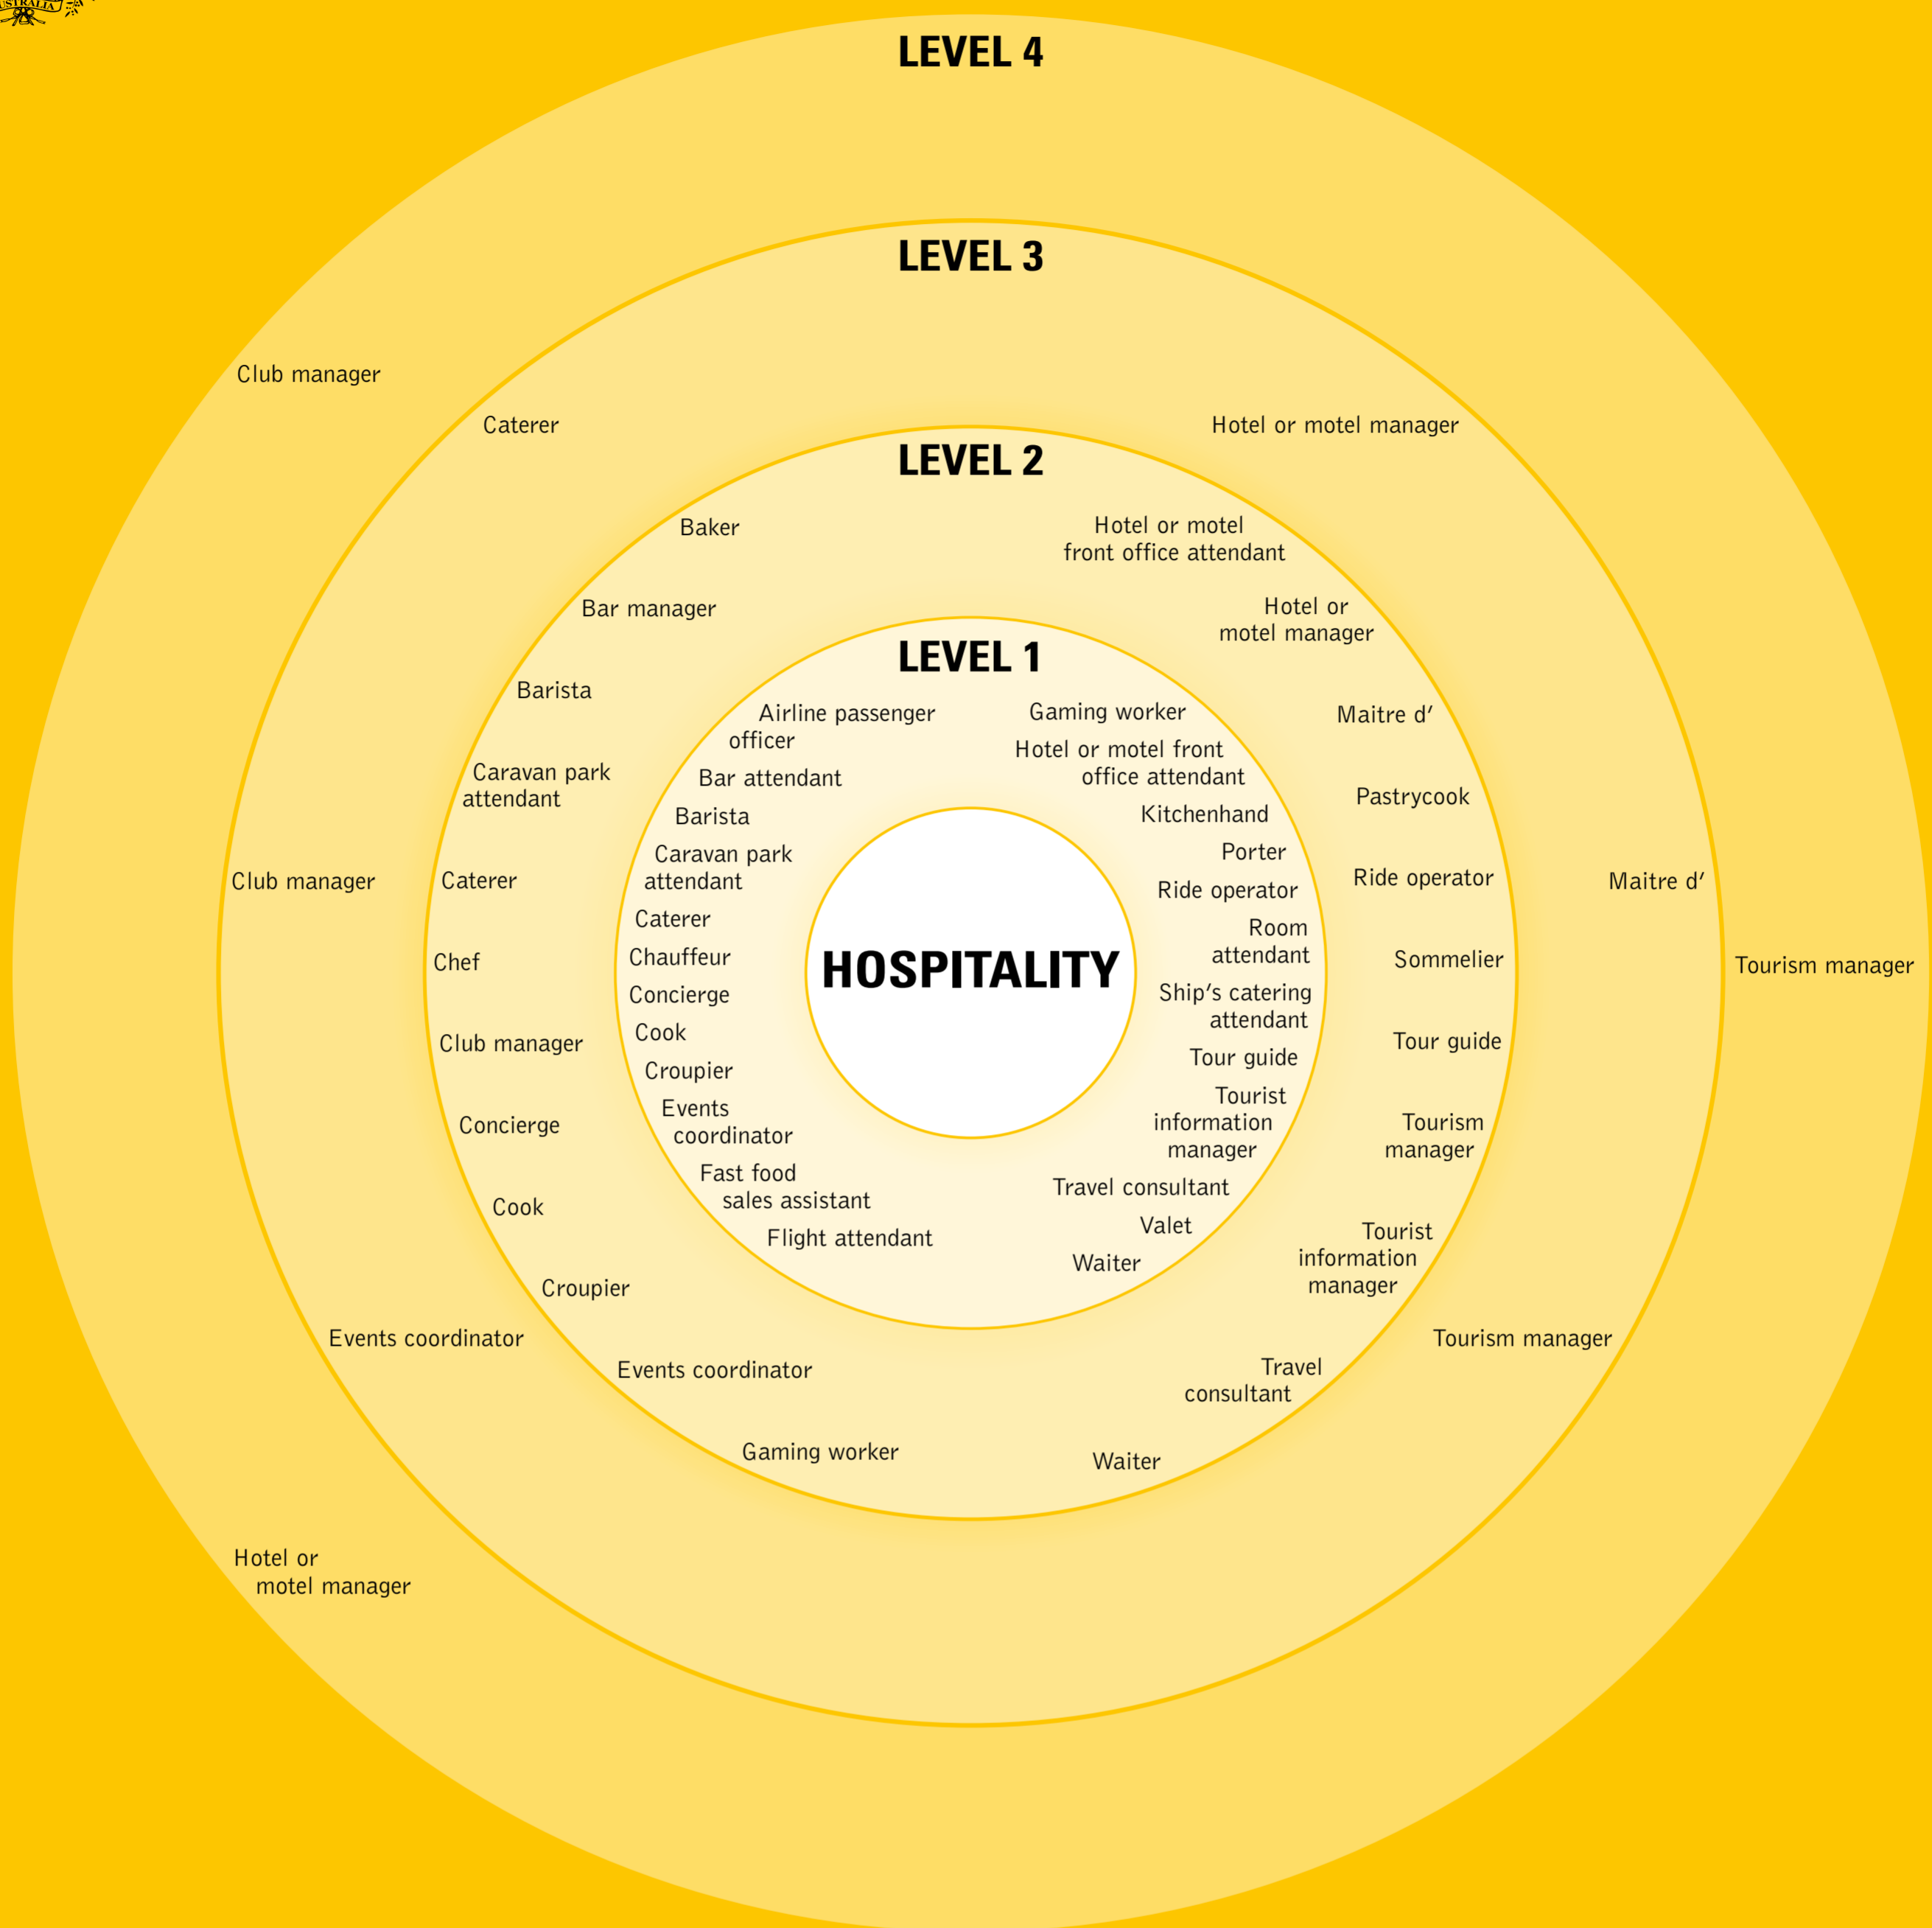 LEVEL 4
Club manager
Tourism manager
Hotel or
motel manager
LEVEL 3
Caterer
Hotel or motel manager
Club manager
Maitre d'
Events coordinator
Tourism manager
LEVEL 2
Baker
Bar manager
Barista
Caravan park
attendant
Caterer
Chef
Club manager
Concierge
Cook
Croupier
Events coordinator
Gaming worker
Hotel or motel
front office attendant
Hotel or
motel manager
Maitre d'
Pastrycook
Ride operator
Sommelier
Tour guide
Tourism
manager
Tourist
information
manager
Travel
consultant
Waiter
LEVEL 1
Airline passenger
officer
Bar attendant
Barista
Caravan park
attendant
Caterer
Chauffeur
Concierge
Cook
Croupier
Events
coordinator
Fast food
sales assistant
Flight attendant
Gaming worker
Hotel or motel front
office attendant
Kitchenhand
Porter
Ride operator
Room
attendant
Ship's catering
attendant
Tour guide
Tourist
information
manager
Travel consultant
Valet
Waiter
HOSPITALITY